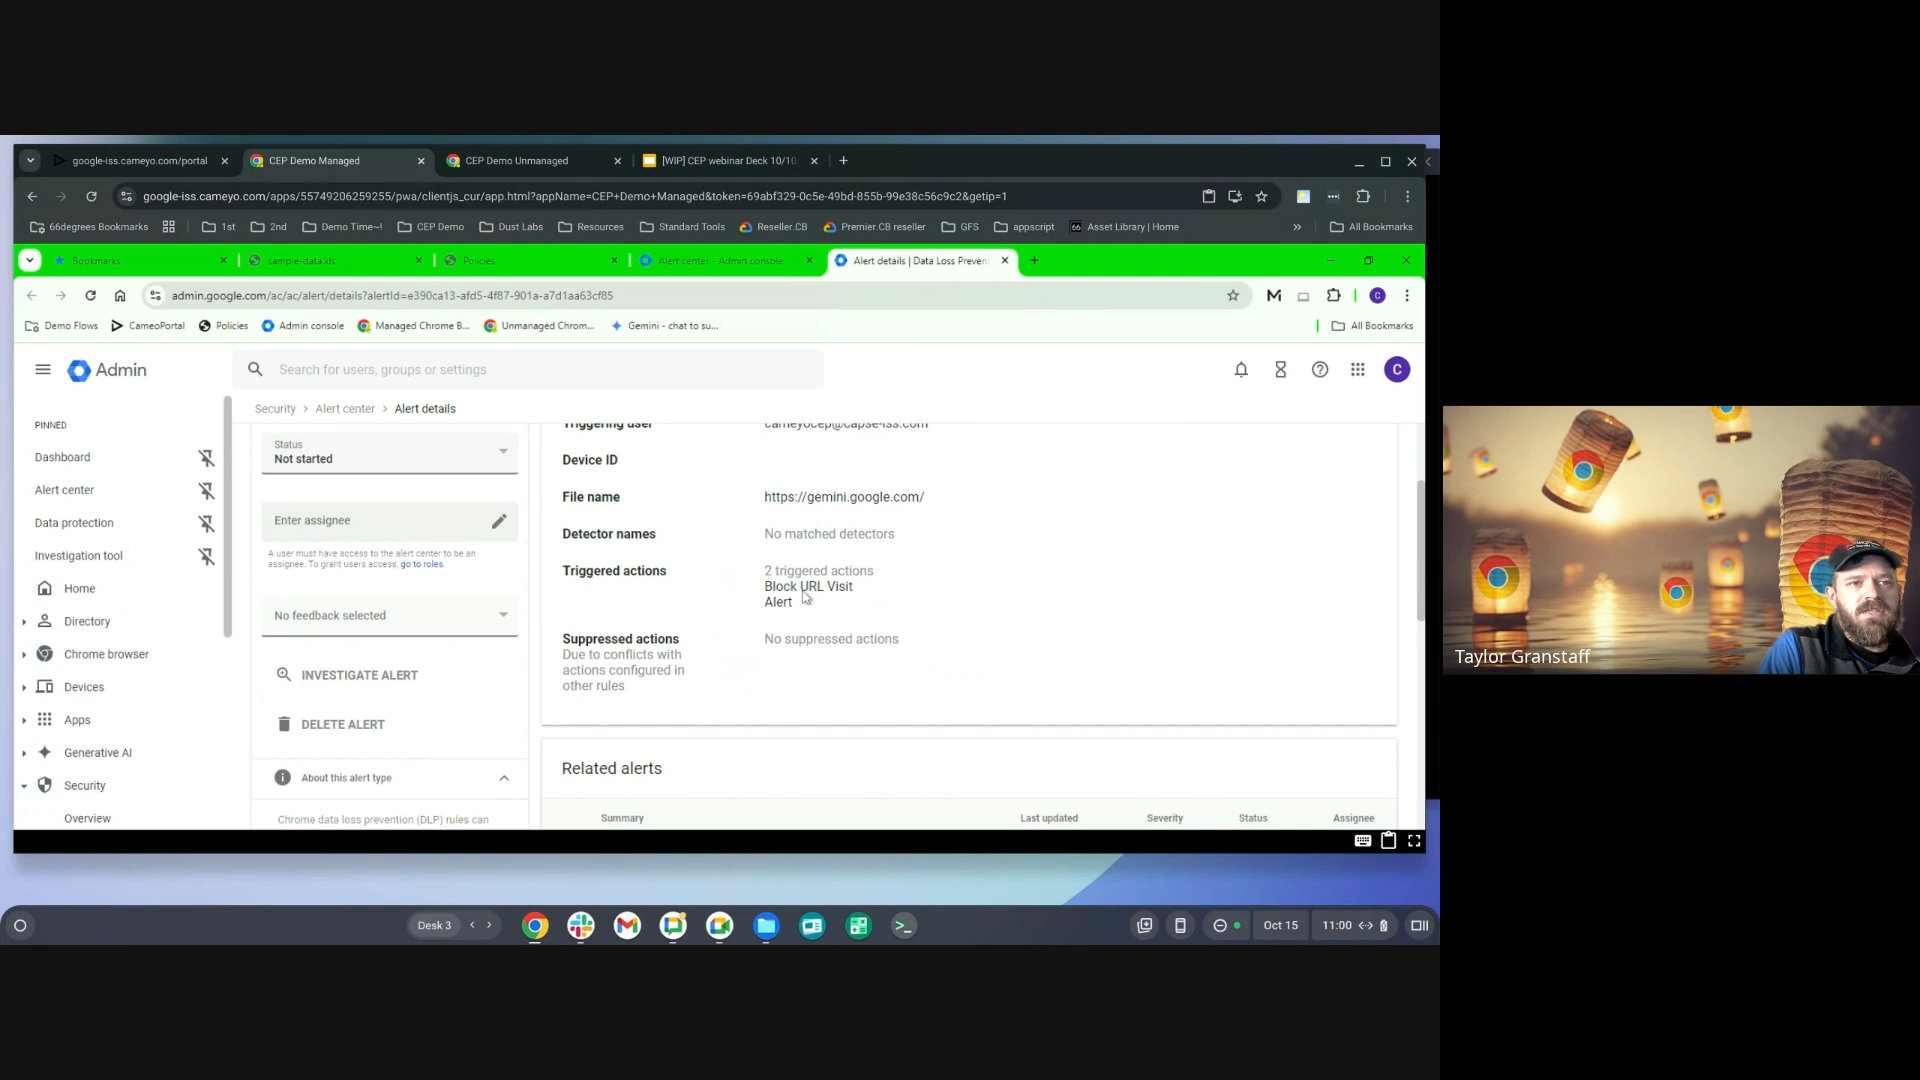 google-iss.cameyo.com/portal
CEP Demo Managed
CEP Demo Unmanaged
[WIP] CEP webinar Deck 10/10
google-iss.cameyo.com/apps/55749206259255/pwa/clientjs_cur/app.html?appName=CEP+Demo+Managed&token=69abf329-0c5e-49bd-855b-99e38c56c9c2&getip=1
66degrees Bookmarks
1st
2nd
Demo Time~!
CEP Demo
Dust Labs
Resources
Standard Tools
Reseller.CB
Premier.CB reseller
GFS
appscript
66
Asset Library | Home
»
All Bookmarks
Bookmarks
sample-data.xls
Policies
Alert center - Admin console
Alert details | Data Loss Preven
admin.google.com/ac/ac/alert/details?alertId=e390ca13-afd5-4f87-901a-a7d1aa63cf85
M
C
Demo Flows
CameoPortal
Policies
Admin console
Managed Chrome B...
Unmanaged Chrom...
Gemini - chat to su...
All Bookmarks
Admin
Search for users, groups or settings
C
Security > Alert center > Alert details
PINNED
Dashboard
Alert center
Data protection
Investigation tool
Home
Directory
Chrome browser
Devices
Apps
Generative AI
Security
Overview
Status
Not started
Enter assignee
A user must have access to the alert center to be an
assignee. To grant users access, go to roles.
No feedback selected
INVESTIGATE ALERT
DELETE ALERT
About this alert type
Chrome data loss prevention (DLP) rules can
Triggering user
cameyocep@capse-iss.com
Device ID
File name
https://gemini.google.com/
Detector names
No matched detectors
Triggered actions
2 triggered actions
Block URL Visit
Alert
Suppressed actions
Due to conflicts with
actions configured in
other rules
No suppressed actions
Related alerts
Summary
Last updated
Severity
Status
Assignee
Desk 3
Oct 15
11:00
Taylor Granstaff